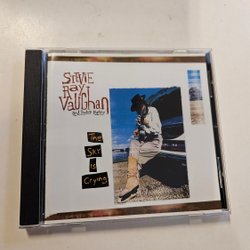 STEVIE
RAY
VAUGHAN
and Double Trouble
The
Sky
is
Crying